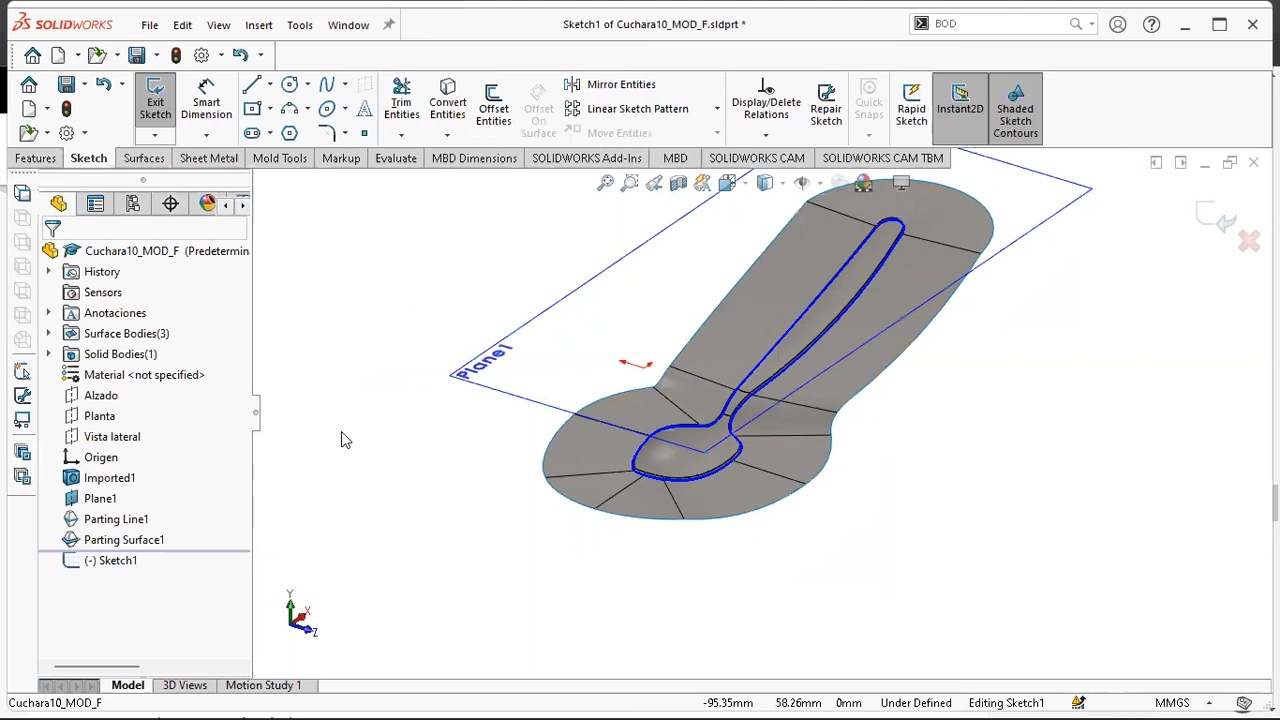 SOLIDWORKS File Edit View Insert Tools Window Sketch1 of Cuchara10_MOD_F.sldprt * BOD
Exit Sketch
Smart Dimension
Trim Entities
Convert Entities
Offset Entities
Offset On Surface
Mirror Entities
Linear Sketch Pattern
Move Entities
Display/Delete Relations
Repair Sketch
Quick Snaps
Rapid Sketch
Instant2D
Shaded Sketch Contours
Features Sketch Surfaces Sheet Metal Mold Tools Markup Evaluate MBD Dimensions SOLIDWORKS Add-Ins MBD SOLIDWORKS CAM SOLIDWORKS CAM TBM
Cuchara10_MOD_F (Predetermin
History
Sensors
Anotaciones
Surface Bodies(3)
Solid Bodies(1)
Material <not specified>
Alzado
Planta
Vista lateral
Origen
Imported1
Plane1
Parting Line1
Parting Surface1
(-) Sketch1
Plane1
Y
X
Z
Model 3D Views Motion Study 1
Cuchara10_MOD_F -95.35mm 58.26mm 0mm Under Defined Editing Sketch1 MMGS